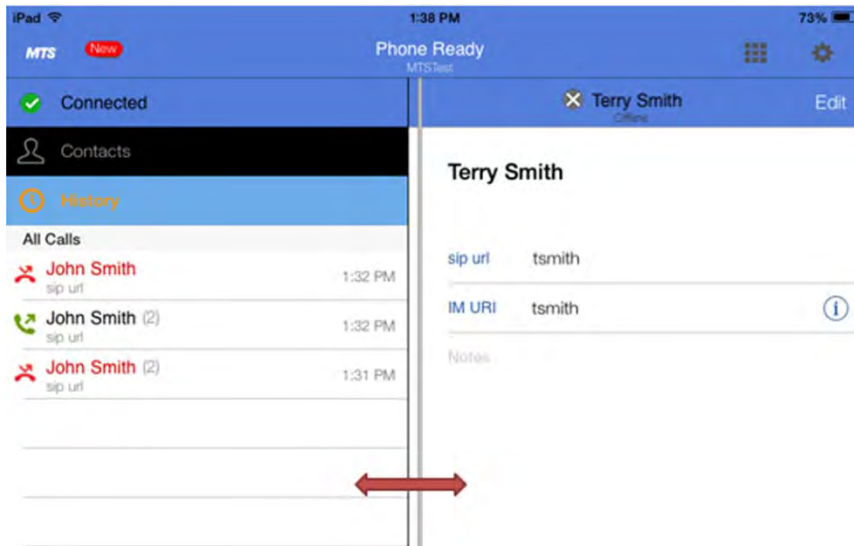 iPad 1:38 PM 73%
MTS New Phone Ready
MTSTest
Connected
Contacts
History
All Calls
John Smith 1:32 PM
sip url
John Smith (2) 1:32 PM
sip url
John Smith (2) 1:31 PM
sip url
Terry Smith Edit
Offline
Terry Smith
sip url tsmith
IM URI tsmith
Notes